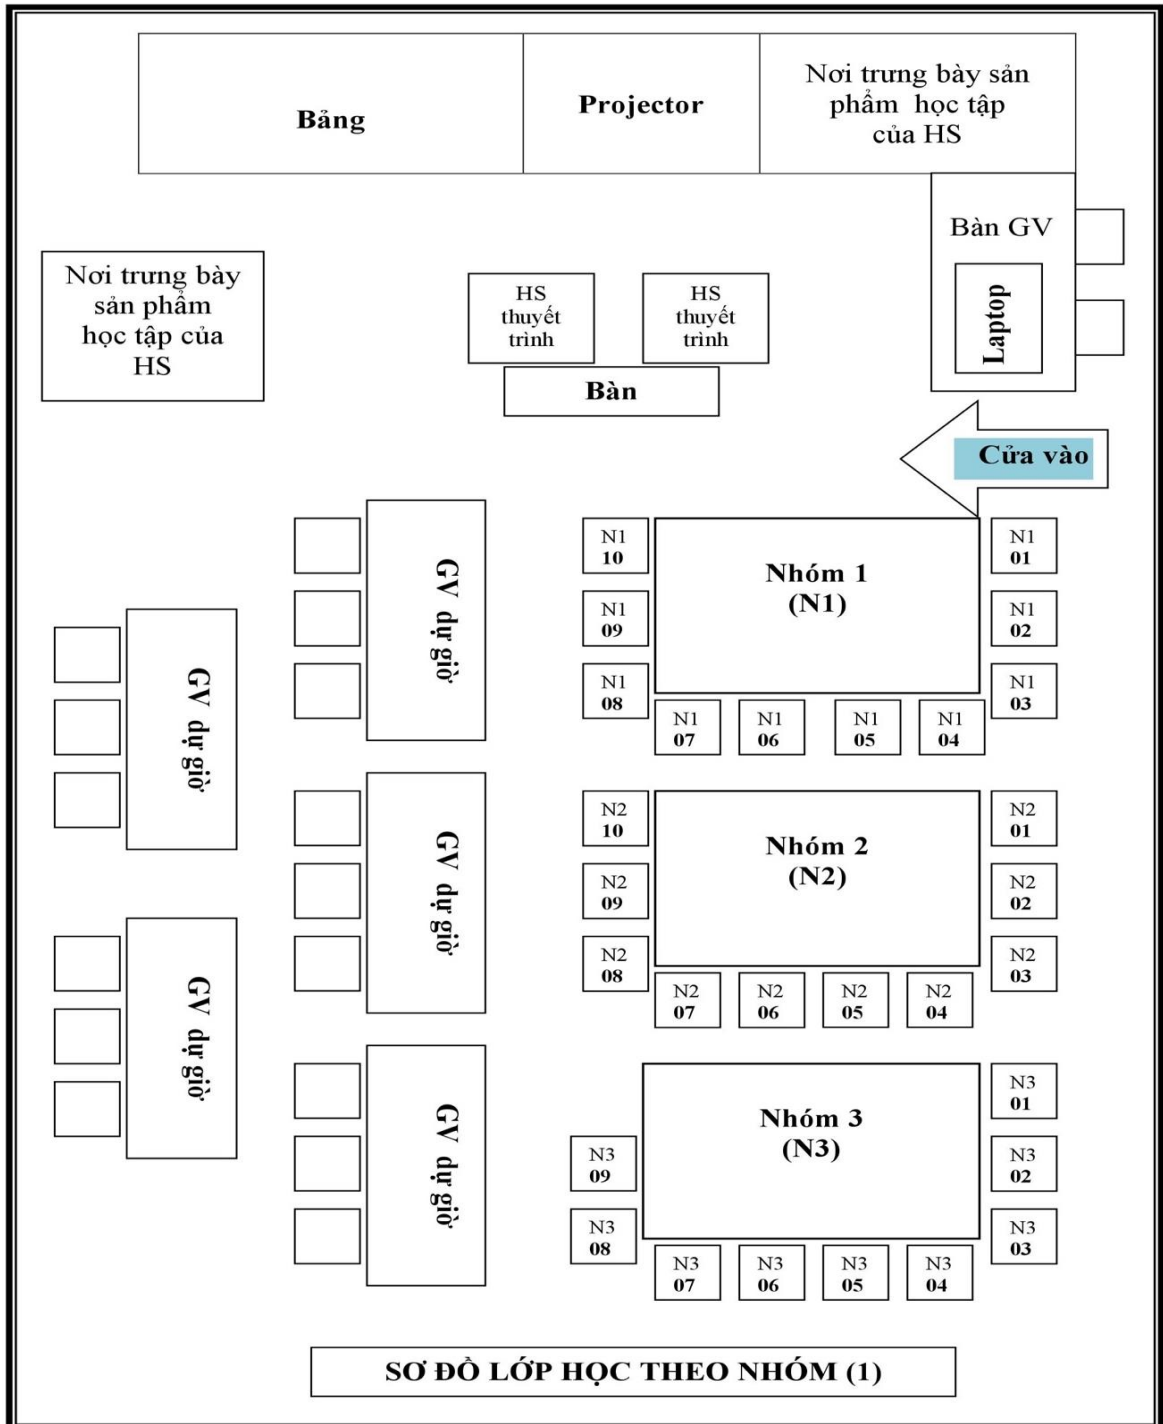 Bảng
Projector
Nơi trưng bày sản
phẩm học tập
của HS
Bàn GV
Laptop
Nơi trưng bày
sản phẩm
học tập của
HS
HS
thuyết
trình
HS
thuyết
trình
Bàn
Cửa vào
GV dự giờ
GV dự giờ
GV dự giờ
GV dự giờ
GV dự giờ
Nhóm 1
(N1)
N1
10
N1
09
N1
08
N1
07
N1
06
N1
05
N1
04
N1
01
N1
02
N1
03
Nhóm 2
(N2)
N2
10
N2
09
N2
08
N2
07
N2
06
N2
05
N2
04
N2
01
N2
02
N2
03
Nhóm 3
(N3)
N3
09
N3
08
N3
07
N3
06
N3
05
N3
04
N3
01
N3
02
N3
03
SƠ ĐỒ LỚP HỌC THEO NHÓM (1)